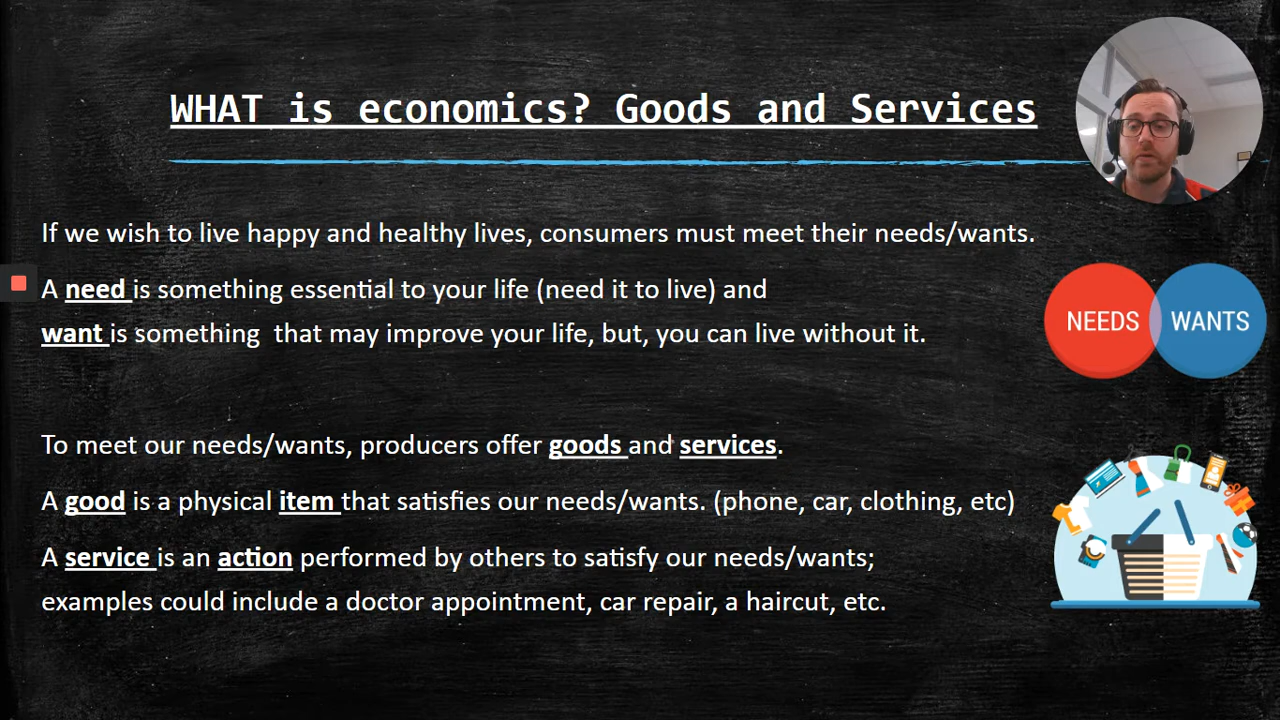 WHAT is economics? Goods and Services
If we wish to live happy and healthy lives, consumers must meet their needs/wants.
A need is something essential to your life (need it to live) and
want is something  that may improve your life, but, you can live without it.
NEEDS WANTS
To meet our needs/wants, producers offer goods and services.
A good is a physical item that satisfies our needs/wants. (phone, car, clothing, etc)
A service is an action performed by others to satisfy our needs/wants;
examples could include a doctor appointment, car repair, a haircut, etc.